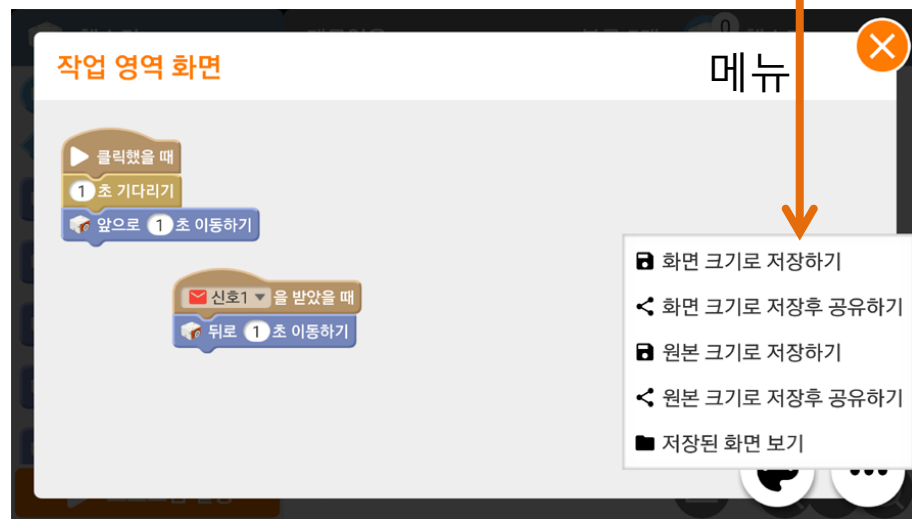 0
작업 영역 화면
메뉴
클릭했을 때
1 초 기다리기
앞으로 1 초 이동하기
신호1 을 받았을 때
뒤로 1 초 이동하기
화면 크기로 저장하기
화면 크기로 저장후 공유하기
원본 크기로 저장하기
원본 크기로 저장후 공유하기
저장된 화면 보기